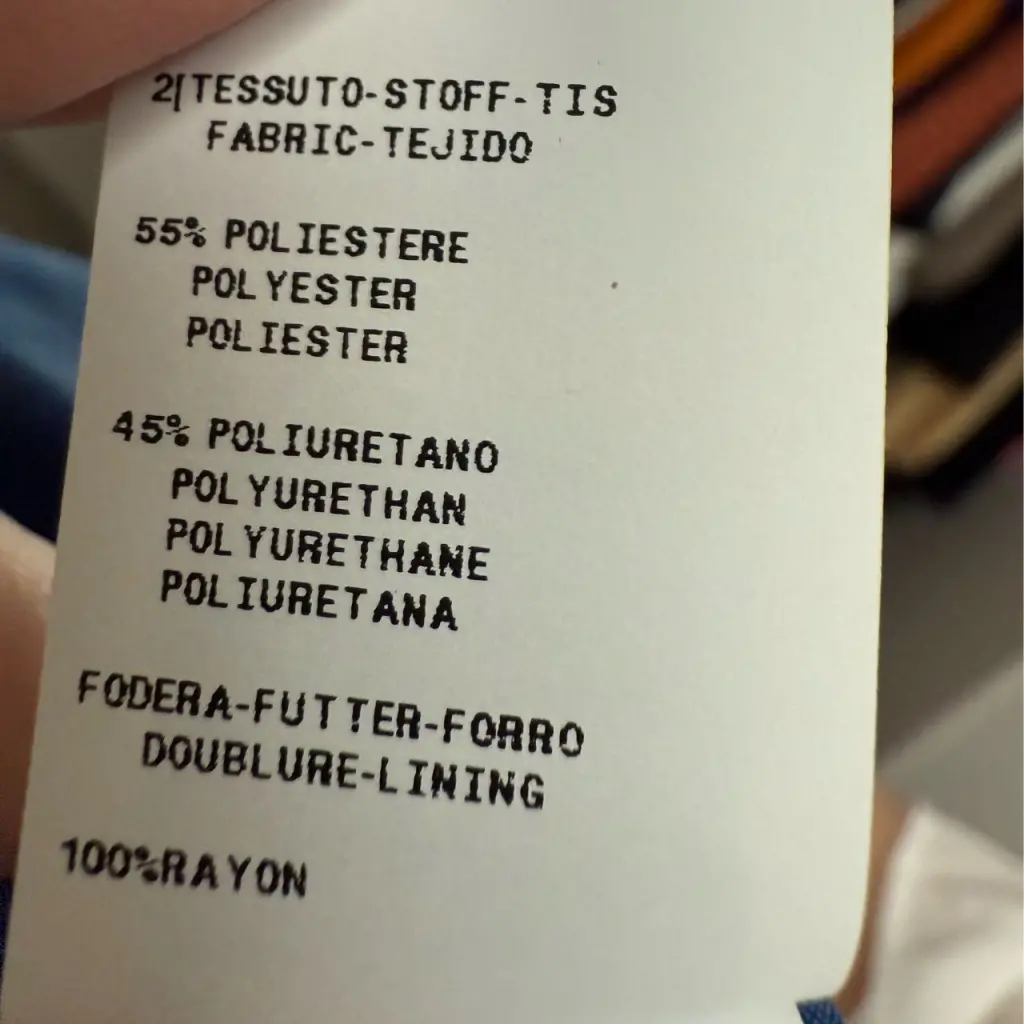 2[TESSUTO-STOFF-TIS
FABRIC-TEJIDO
55% POLIESTERE
POLYESTER
POLIESTER
45% POLIURETANO
POLYURETHAN
POLYURETHANE
POLIURETANA
FODERA-FUTTER-FORRO
DOUBLURE-LINING
100%RAYON